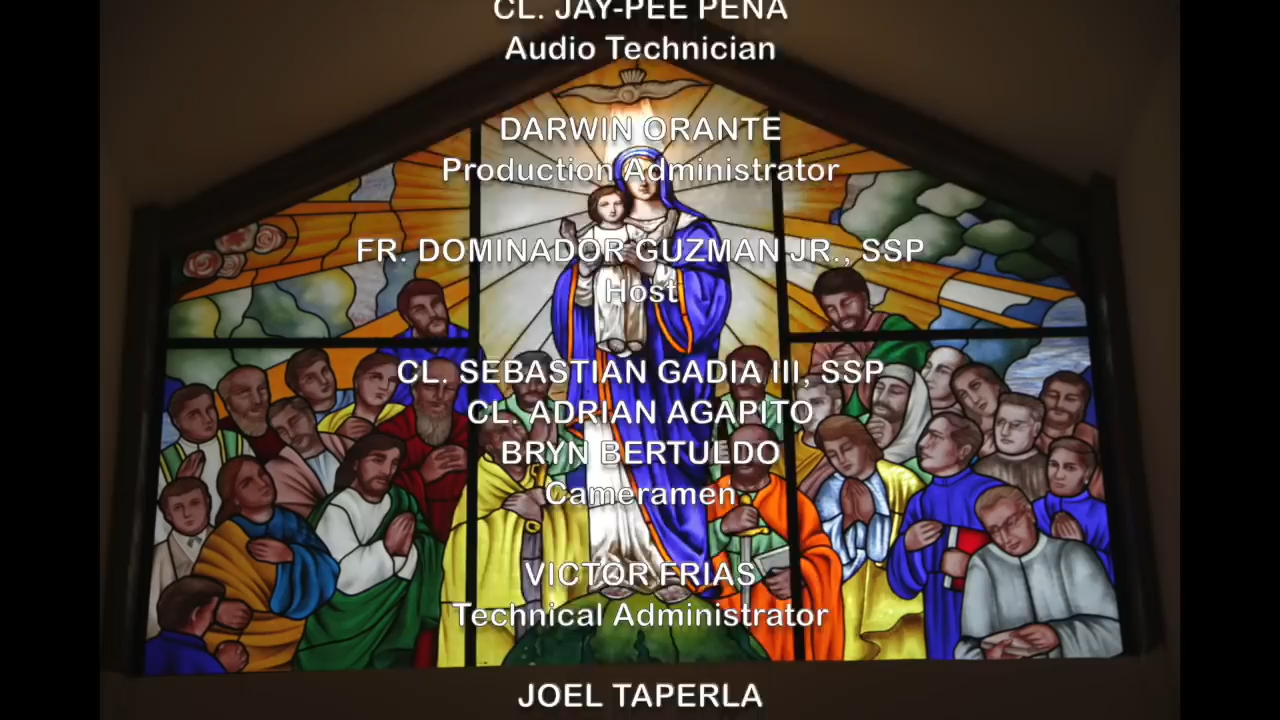 CL. JAY-PEE PEÑA
Audio Technician
DARWIN ORANTE
Production Administrator
FR. DOMINADOR GUZMAN JR., SSP
Host
CL. SEBASTIAN GADIA III, SSP
CL. ADRIAN AGAPITO
BRYN BERTULDO
Cameramen
VICTOR FRIAS
Technical Administrator
JOEL TAPERLA